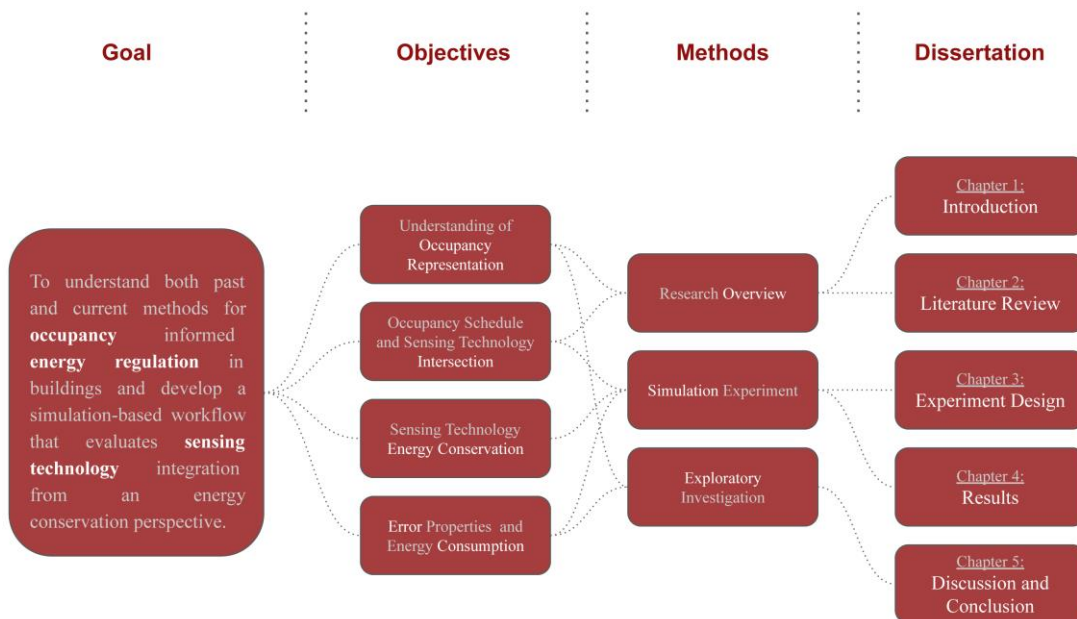 Goal
Objectives
Methods
Dissertation
To understand both past
and current methods for
occupancy informed
energy regulation in
buildings and develop a
simulation-based workflow
that evaluates sensing
technology integration
from an energy
conservation perspective.
Understanding of
Occupancy
Representation
Occupancy Schedule
and Sensing Technology
Intersection
Sensing Technology
Energy Conservation
Error Properties and
Energy Consumption
Research Overview
Simulation Experiment
Exploratory
Investigation
Chapter 1:
Introduction
Chapter 2:
Literature Review
Chapter 3:
Experiment Design
Chapter 4:
Results
Chapter 5:
Discussion and
Conclusion